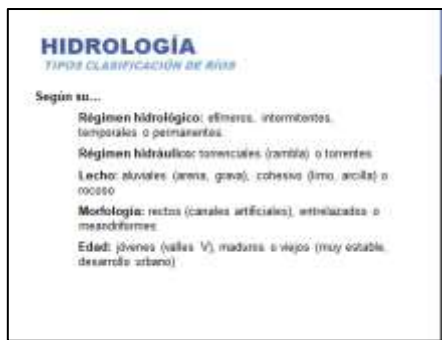 HIDROLOGÍA
TIPOS CLASIFICACIÓN DE RÍOS
Según su...
Régimen hidrológico: efímeros, intermitentes,
temporales o permanentes.
Régimen hidráulico: torrenciales (rambla) o torrentes
Lecho: aluviales (arena, grava), cohesivo (limo, arcilla) o
rocoso
Morfología: rectos (canales artificiales), entrelazados o
meandriformes
Edad: jóvenes (valles V), maduros o viejos (muy estable,
desarrollo urbano)